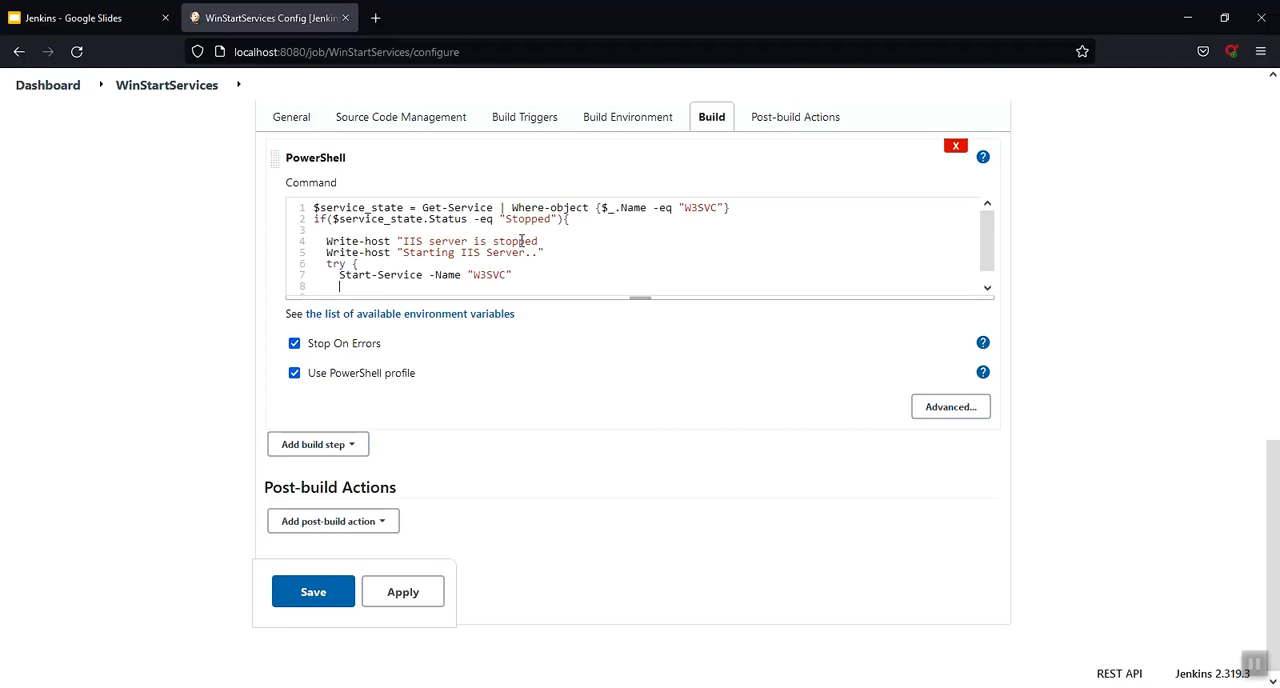 Jenkins - Google Slides
WinStartServices Config [Jenkin
localhost:8080/job/WinStartServices/configure
Dashboard
WinStartServices
General
Source Code Management
Build Triggers
Build Environment
Build
Post-build Actions
X
PowerShell
?
Command
1 $service_state = Get-Service | Where-object {$_.Name -eq "W3SVC"}
2 if($service_state.Status -eq "Stopped"){
3
4 Write-host "IIS server is stopped
5 Write-host "Starting IIS Server.."
6 try {
7 Start-Service -Name "W3SVC"
8
See the list of available environment variables
Stop On Errors
?
Use PowerShell profile
?
Advanced...
Add build step
Post-build Actions
Add post-build action
Save
Apply
REST API
Jenkins 2.319.3